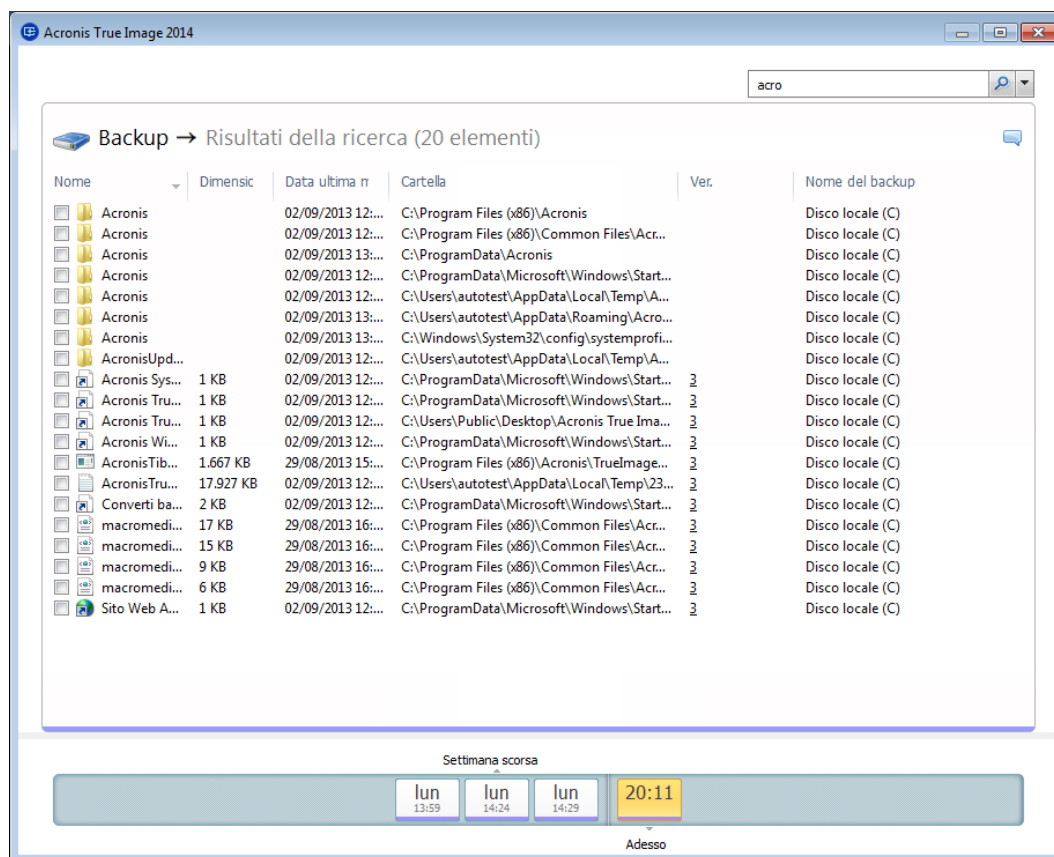 Acronis True Image 2014
acro
Backup → Risultati della ricerca (20 elementi)
Nome Dimensic Data ultima m Cartella Ver. Nome del backup
Acronis 02/09/2013 12:... C:\Program Files (x86)\Acronis Disco locale (C)
Acronis 02/09/2013 12:... C:\Program Files (x86)\Common Files\Acr... Disco locale (C)
Acronis 02/09/2013 13:... C:\ProgramData\Acronis Disco locale (C)
Acronis 02/09/2013 12:... C:\ProgramData\Microsoft\Windows\Start... Disco locale (C)
Acronis 02/09/2013 12:... C:\Users\autotest\AppData\Local\Temp\A... Disco locale (C)
Acronis 02/09/2013 13:... C:\Users\autotest\AppData\Roaming\Acro... Disco locale (C)
Acronis 02/09/2013 13:... C:\Windows\System32\config\systemprofi... Disco locale (C)
AcronisUpd... 02/09/2013 12:... C:\Users\autotest\AppData\Local\Temp\A... Disco locale (C)
Acronis Sys... 1 KB 02/09/2013 12:... C:\ProgramData\Microsoft\Windows\Start... 3 Disco locale (C)
Acronis Tru... 1 KB 02/09/2013 12:... C:\ProgramData\Microsoft\Windows\Start... 3 Disco locale (C)
Acronis Tru... 1 KB 02/09/2013 12:... C:\Users\Public\Desktop\Acronis True Ima... 3 Disco locale (C)
Acronis Wi... 1 KB 02/09/2013 12:... C:\ProgramData\Microsoft\Windows\Start... 3 Disco locale (C)
AcronisTib... 1.667 KB 29/08/2013 15:... C:\Program Files (x86)\Acronis\TrueImage... 3 Disco locale (C)
AcronisTru... 17.927 KB 02/09/2013 12:... C:\Users\autotest\AppData\Local\Temp\23... 3 Disco locale (C)
Converti ba... 2 KB 02/09/2013 12:... C:\ProgramData\Microsoft\Windows\Start... 3 Disco locale (C)
macromedi... 17 KB 29/08/2013 16:... C:\Program Files (x86)\Common Files\Acr... 3 Disco locale (C)
macromedi... 15 KB 29/08/2013 16:... C:\Program Files (x86)\Common Files\Acr... 3 Disco locale (C)
macromedi... 9 KB 29/08/2013 16:... C:\Program Files (x86)\Common Files\Acr... 3 Disco locale (C)
macromedi... 6 KB 29/08/2013 16:... C:\Program Files (x86)\Common Files\Acr... 3 Disco locale (C)
Sito Web A... 1 KB 02/09/2013 12:... C:\ProgramData\Microsoft\Windows\Start... 3 Disco locale (C)
Settimana scorsa
lun lun lun 20:11
13:59 14:24 14:29
Adesso